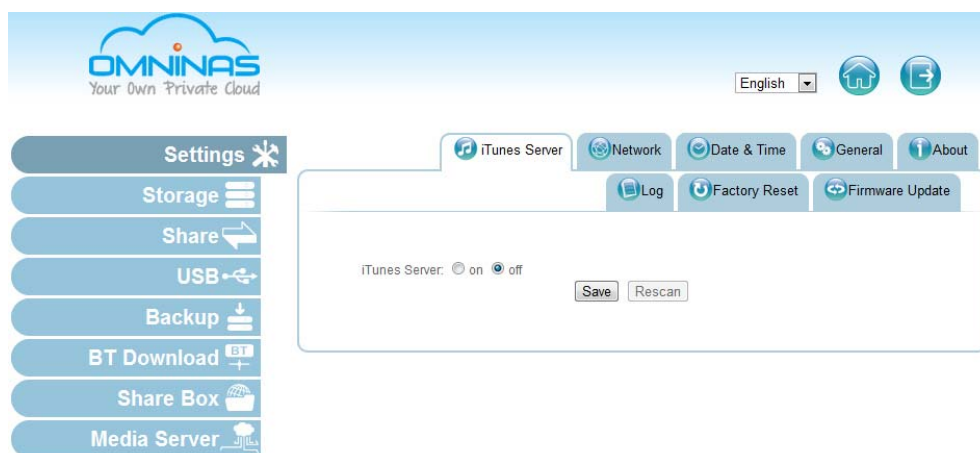 OMNINAS
Your Own Private Cloud
English
Settings
Storage
Share
USB
Backup
BT Download BT
Share Box
Media Server
iTunes Server Network Date & Time General About
Log Factory Reset Firmware Update
iTunes Server: on off
Save Rescan